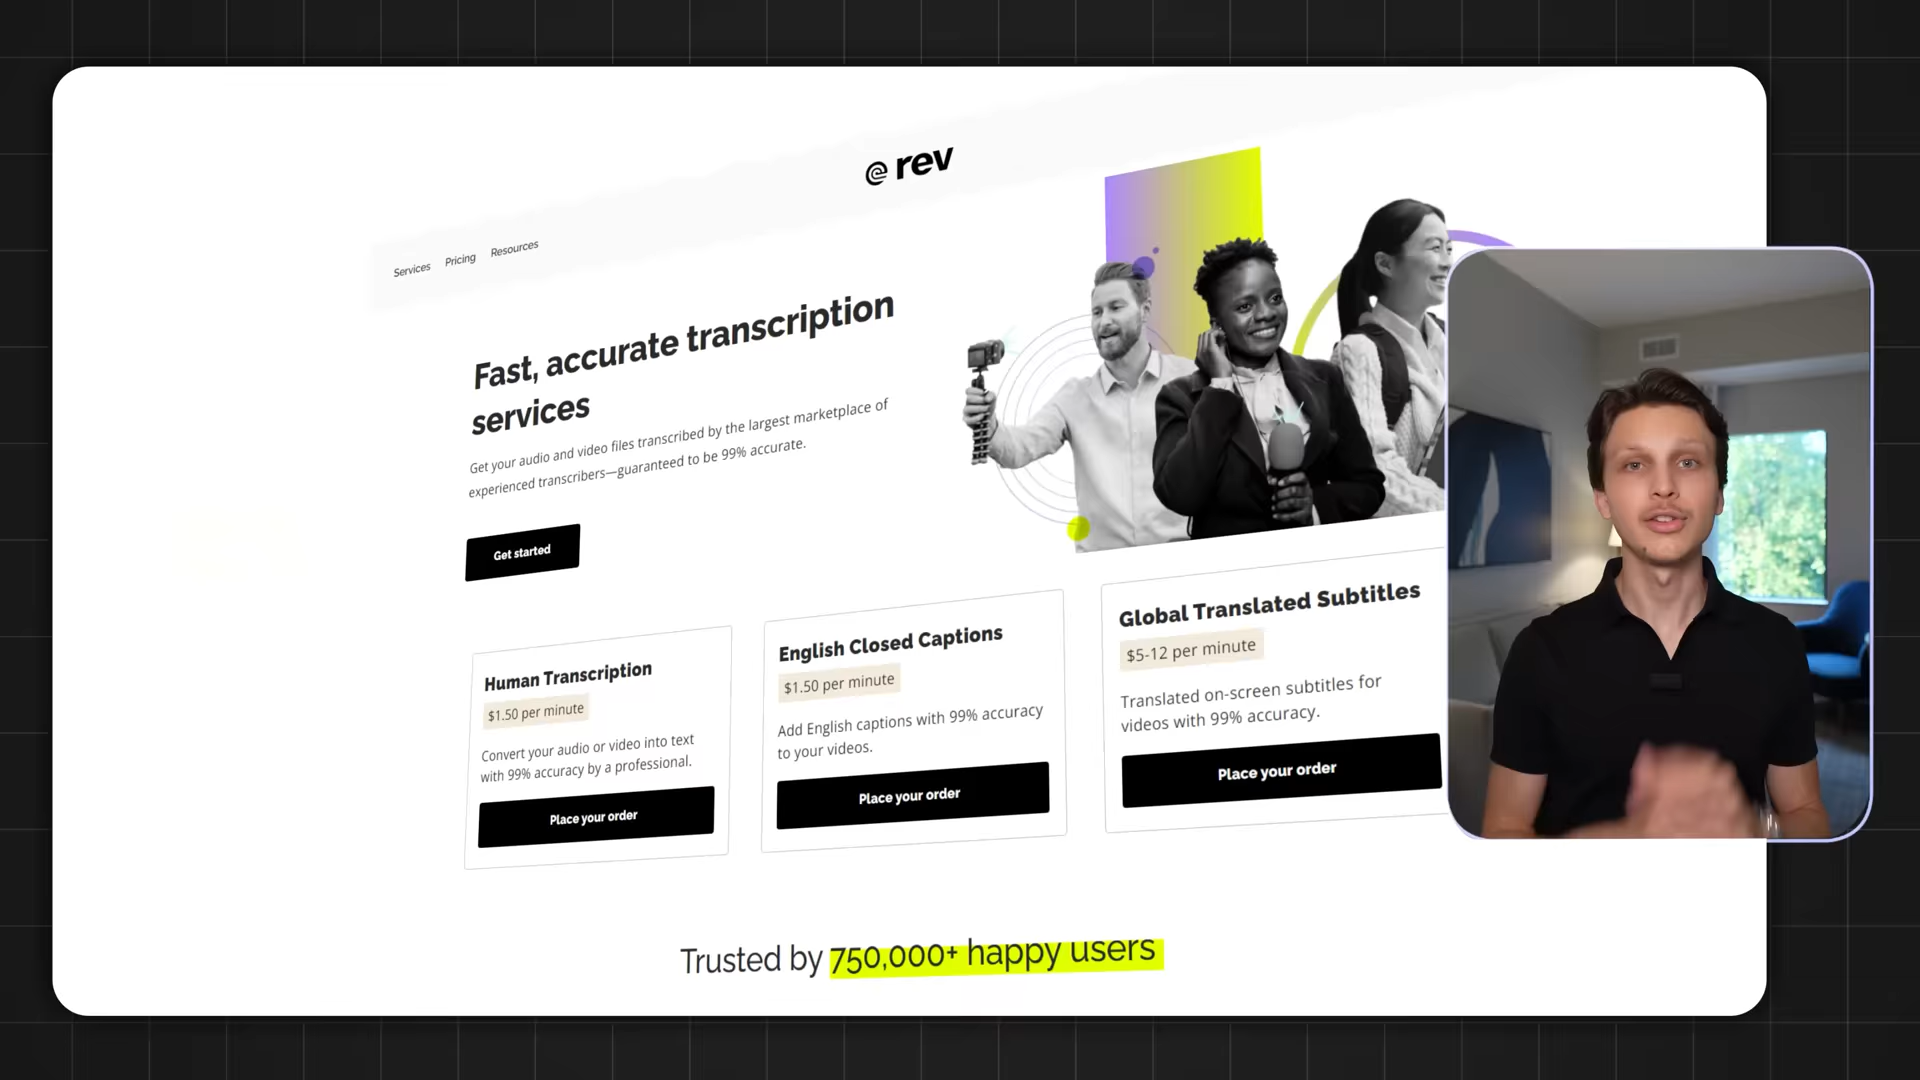 rev
Services Pricing Resources
Fast, accurate transcription
services
Get your audio and video files transcribed by the largest marketplace of
experienced transcribers—guaranteed to be 99% accurate.
Get started
Human Transcription
$1.50 per minute
Convert your audio or video into text
with 99% accuracy by a professional.
Place your order
English Closed Captions
$1.50 per minute
Add English captions with 99% accuracy
to your videos.
Place your order
Global Translated Subtitles
$5-12 per minute
Translated on-screen subtitles for
videos with 99% accuracy.
Place your order
Trusted by 750,000+ happy users